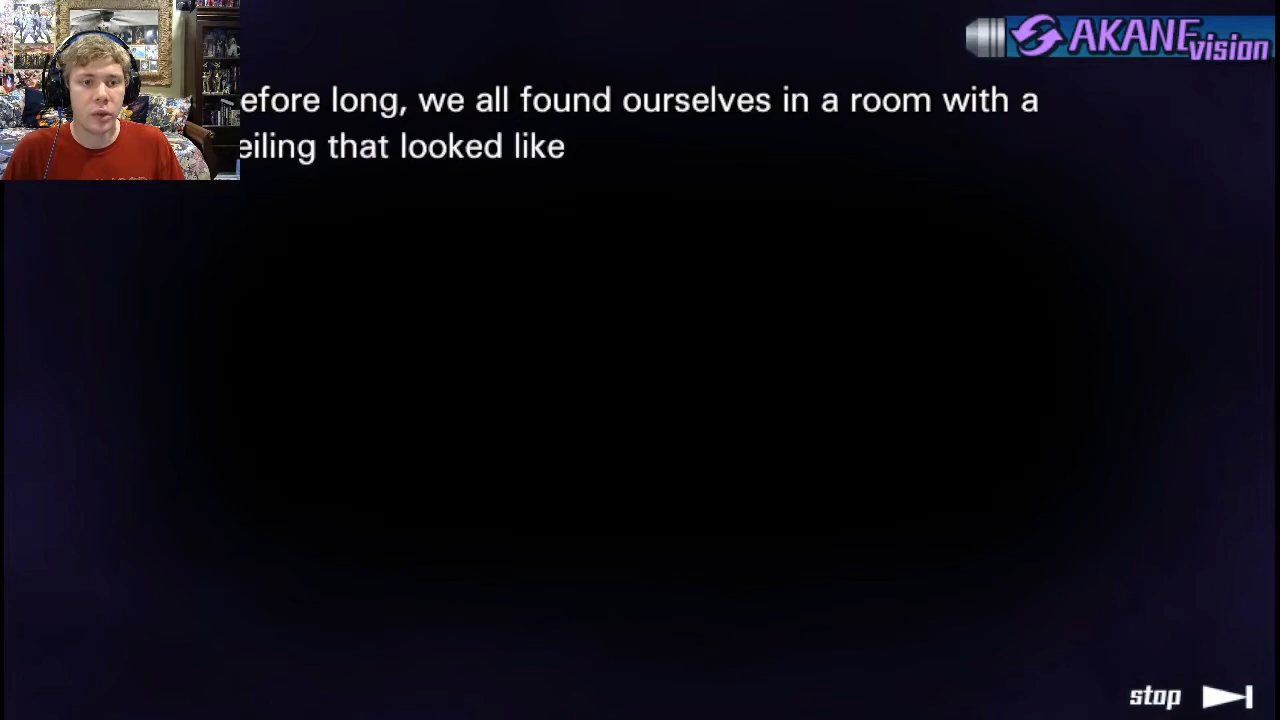 AKANE
vision
efore long, we all found ourselves in a room with a
eiling that looked like
stop